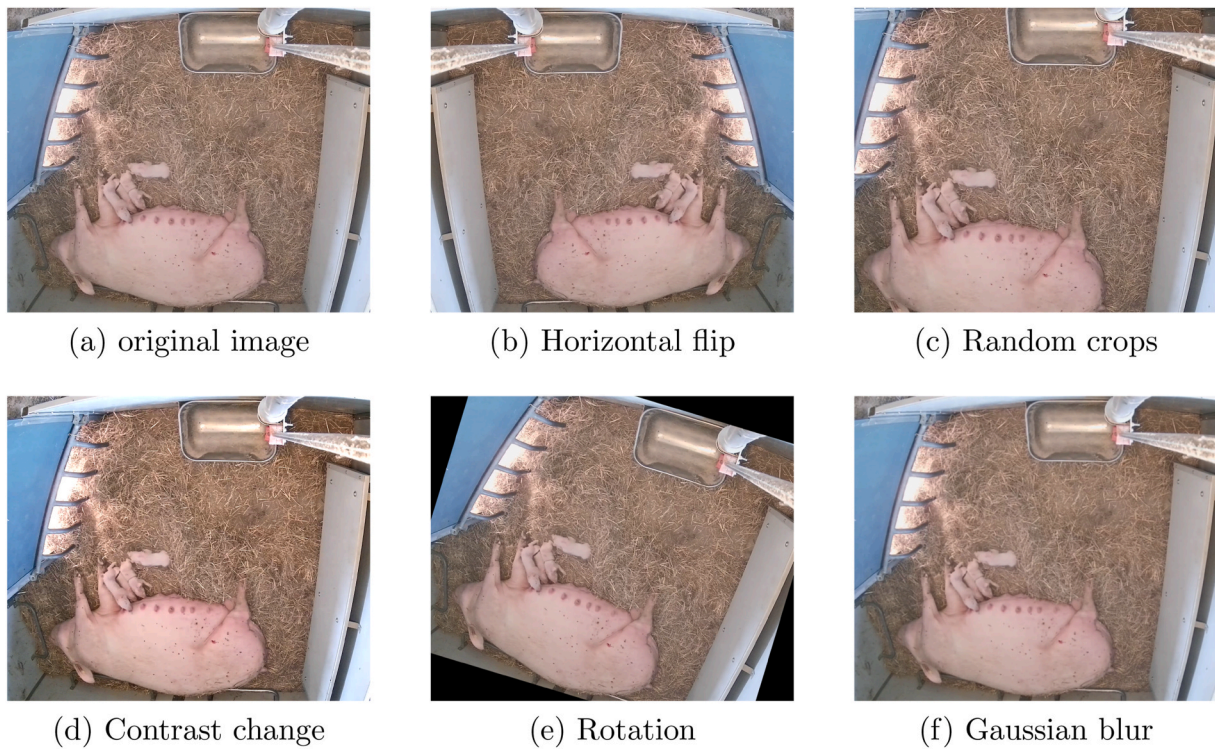 (a) original image
(b) Horizontal flip
(c) Random crops
(d) Contrast change
(e) Rotation
(f) Gaussian blur